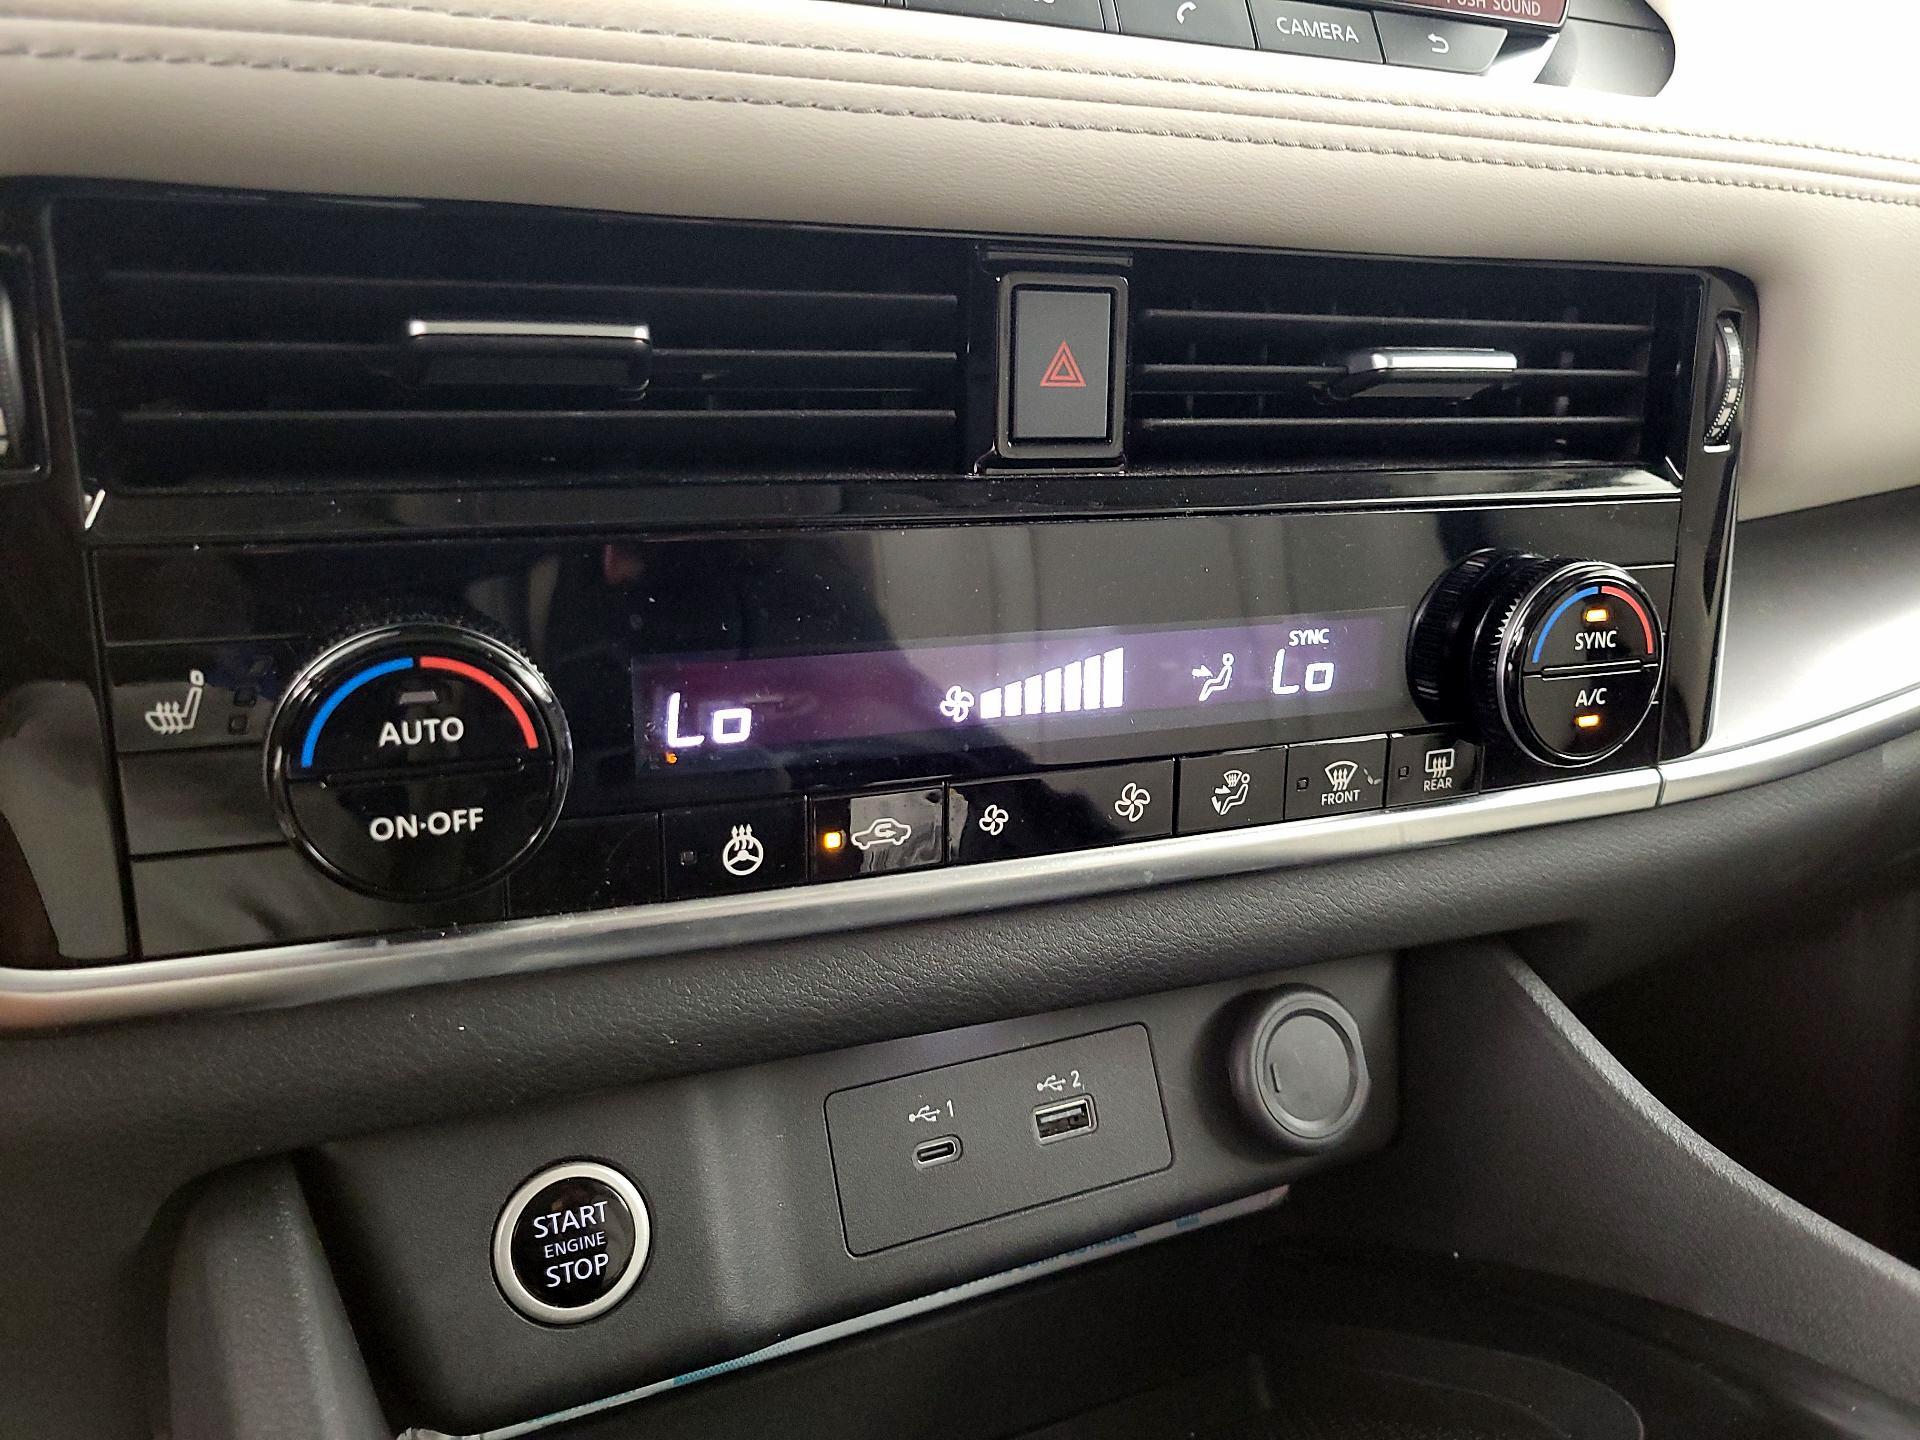 PUSH SOUND
CAMERA
SYNC
Lo
Lo
SYNC
A/C
AUTO
ON·OFF
FRONT
REAR
1
2
START
ENGINE
STOP